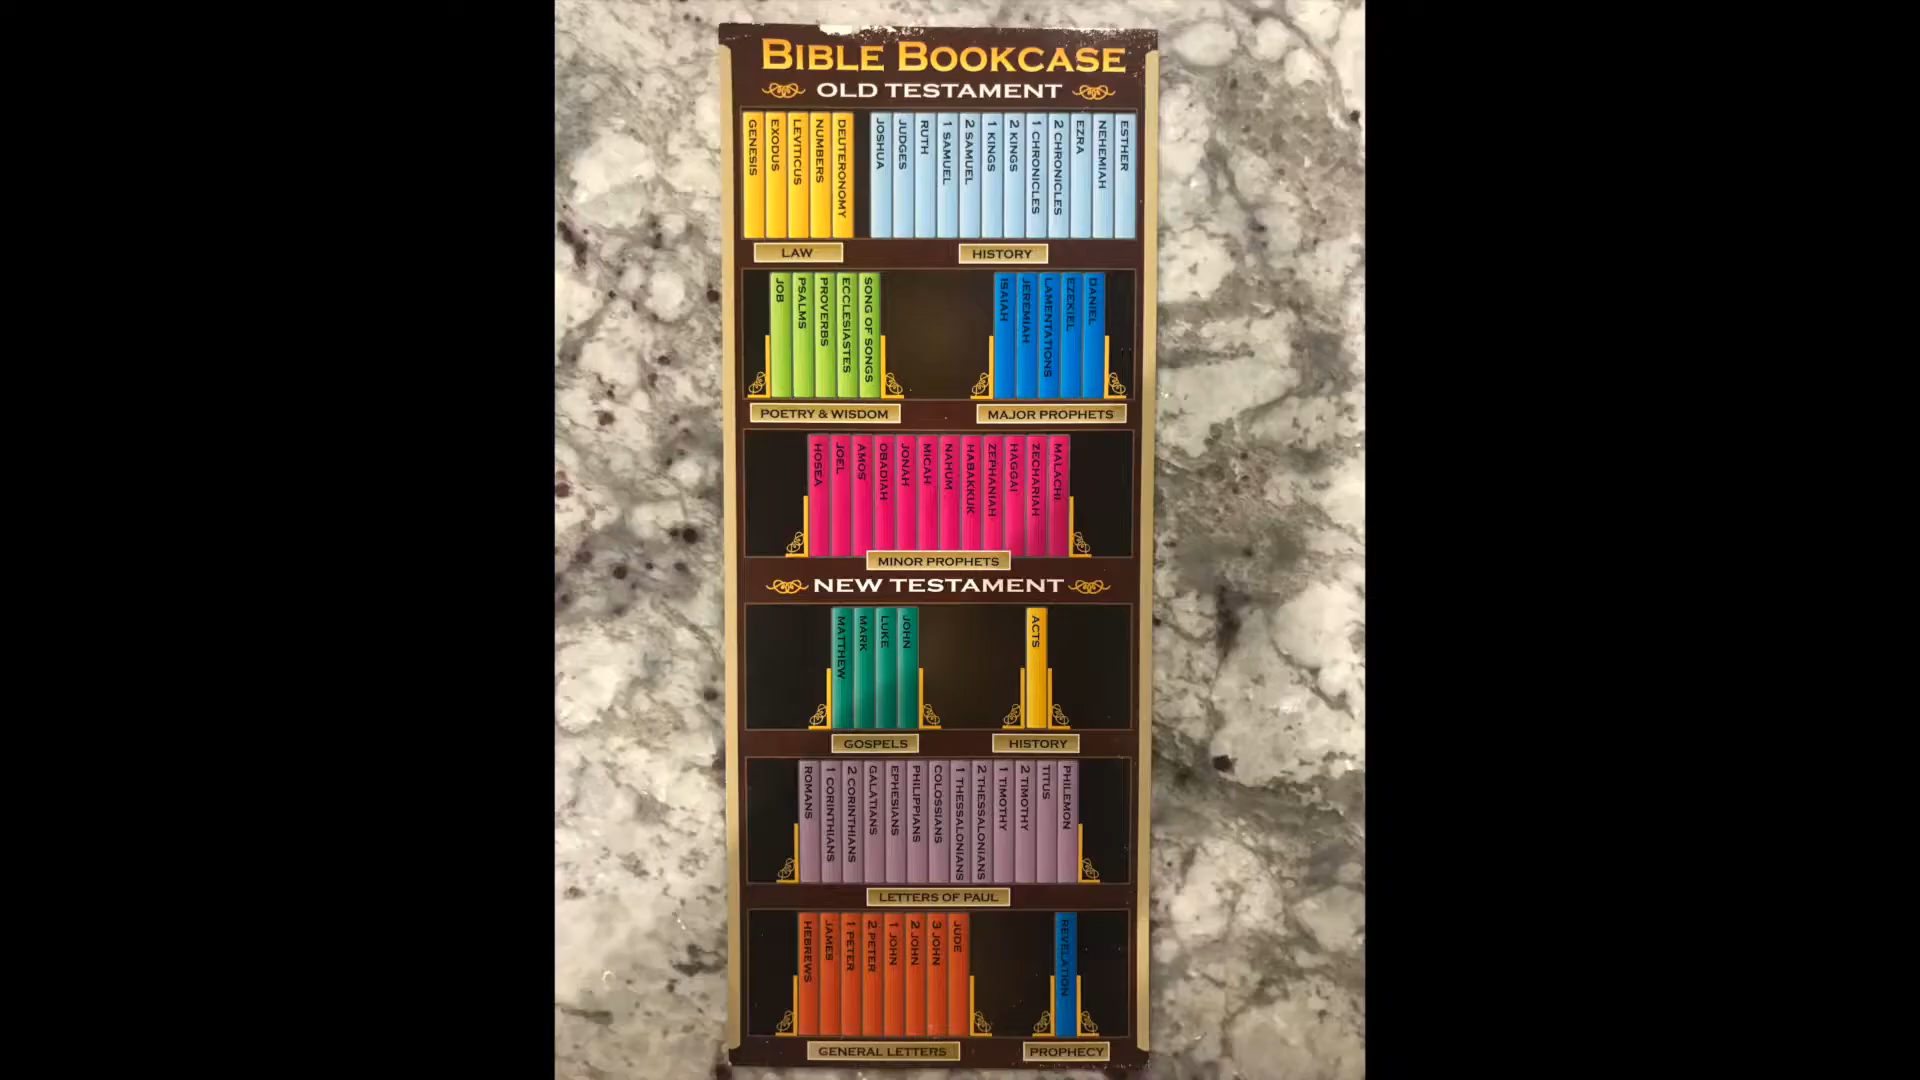 BIBLE BOOKCASE
OLD TESTAMENT
GENESIS
EXODUS
LEVITICUS
NUMBERS
DEUTERONOMY
JOSHUA
JUDGES
RUTH
1 SAMUEL
2 SAMUEL
1 KINGS
2 KINGS
1 CHRONICLES
2 CHRONICLES
EZRA
NEHEMIAH
ESTHER
LAW
HISTORY
JOB
PSALMS
PROVERBS
ECCLESIASTES
SONG OF SONGS
ISAIAH
JEREMIAH
LAMENTATIONS
EZEKIEL
DANIEL
POETRY & WISDOM
MAJOR PROPHETS
HOSEA
JOEL
AMOS
OBADIAH
JONAH
MICAH
NAHUM
HABAKKUK
ZEPHANIAH
HAGGAI
ZECHARIAH
MALACHI
MINOR PROPHETS
NEW TESTAMENT
MATTHEW
MARK
LUKE
JOHN
ACTS
GOSPELS
HISTORY
ROMANS
1 CORINTHIANS
2 CORINTHIANS
GALATIANS
EPHESIANS
PHILIPPIANS
COLOSSIANS
1 THESSALONIANS
2 THESSALONIANS
1 TIMOTHY
2 TIMOTHY
TITUS
PHILEMON
LETTERS OF PAUL
HEBREWS
JAMES
1 PETER
2 PETER
1 JOHN
2 JOHN
3 JOHN
JUDE
REVELATION
GENERAL LETTERS
PROPHECY